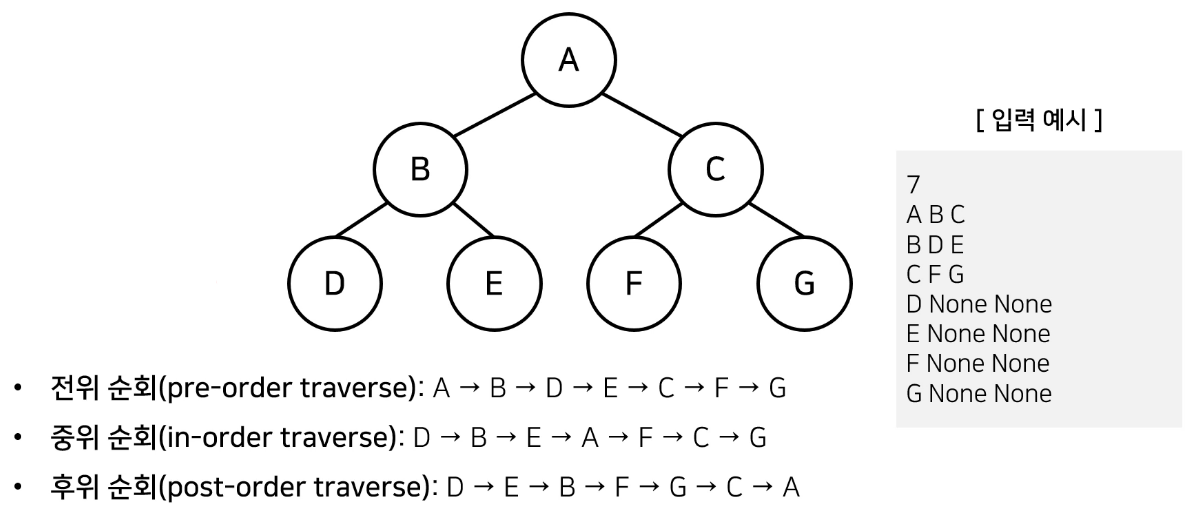 A
B
C
D
E
F
G
[ 입력 예시 ]
7
A B C
B D E
C F G
D None None
E None None
F None None
G None None
• 전위 순회(pre-order traverse): A → B → D → E → C → F → G
• 중위 순회(in-order traverse): D → B → E → A → F → C → G
• 후위 순회(post-order traverse): D → E → B → F → G → C → A